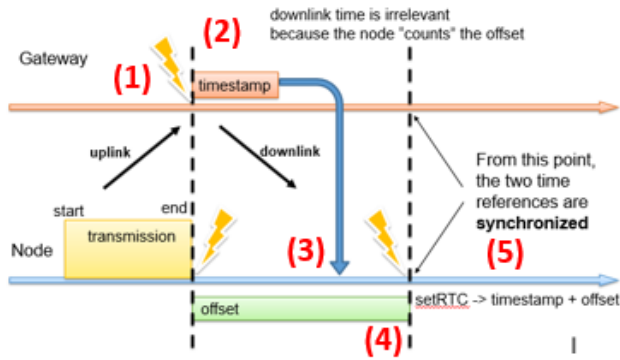 downlink time is irrelevant
because the node "counts" the offset
(2)
Gateway
(1)
timestamp
uplink
downlink
From this point,
the two time
references are
synchronized
start
end
transmission
Node
(3)
(5)
setRTC -> timestamp + offset
offset
(4)